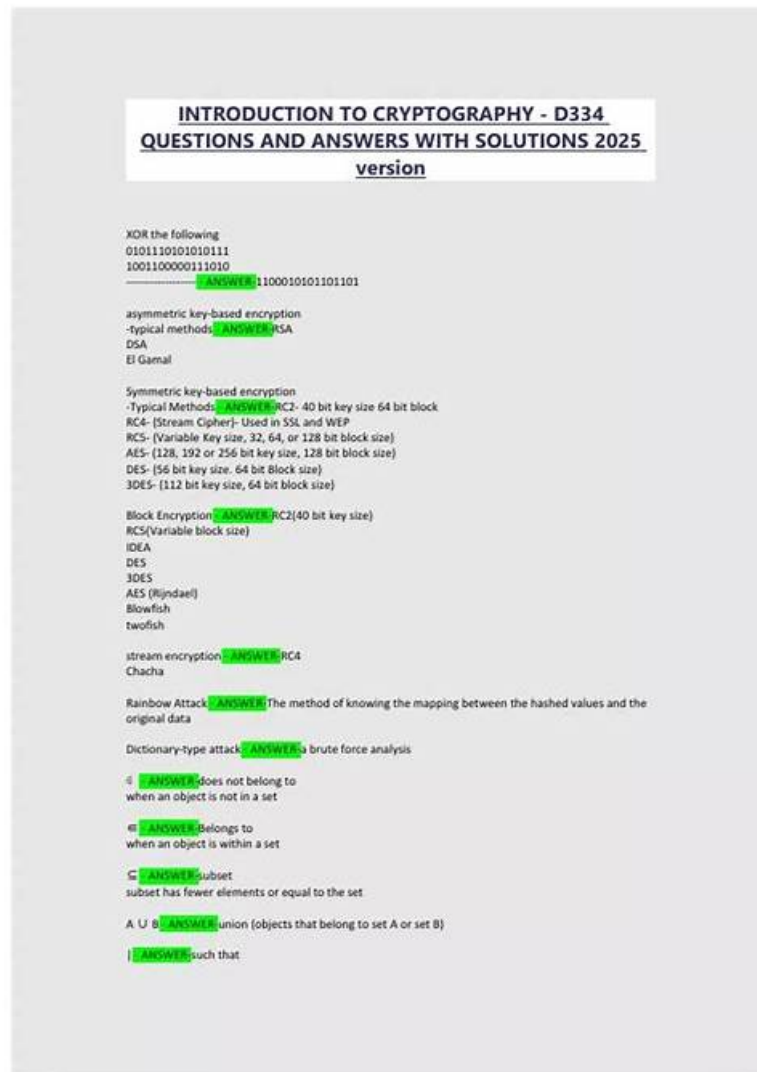 INTRODUCTION TO CRYPTOGRAPHY - D334
QUESTIONS AND ANSWERS WITH SOLUTIONS 2025
version
XOR the following
0101110101010111
1001100000111010
------------------- - ANSWER-1100010101101101
asymmetric key-based encryption
-typical methods - ANSWER-RSA
DSA
El Gamal
Symmetric key-based encryption
-Typical Methods - ANSWER-RC2- 40 bit key size 64 bit block
RC4- (Stream Cipher)- Used in SSL and WEP
RC5- (Variable Key size, 32, 64, or 128 bit block size)
AES- (128, 192 or 256 bit key size, 128 bit block size)
DES- (56 bit key size. 64 bit Block size)
3DES- (112 bit key size, 64 bit block size)
Block Encryption - ANSWER-RC2(40 bit key size)
RC5(Variable block size)
IDEA
DES
3DES
AES (Rijndael)
Blowfish
twofish
stream encryption - ANSWER-RC4
Chacha
Rainbow Attack - ANSWER-The method of knowing the mapping between the hashed values and the
original data
Dictionary-type attack - ANSWER-a brute force analysis
∉ - ANSWER-does not belong to
when an object is not in a set
∈ - ANSWER-Belongs to
when an object is within a set
⊆ - ANSWER-subset
subset has fewer elements or equal to the set
A ∪ B - ANSWER-union (objects that belong to set A or set B)
| - ANSWER-such that